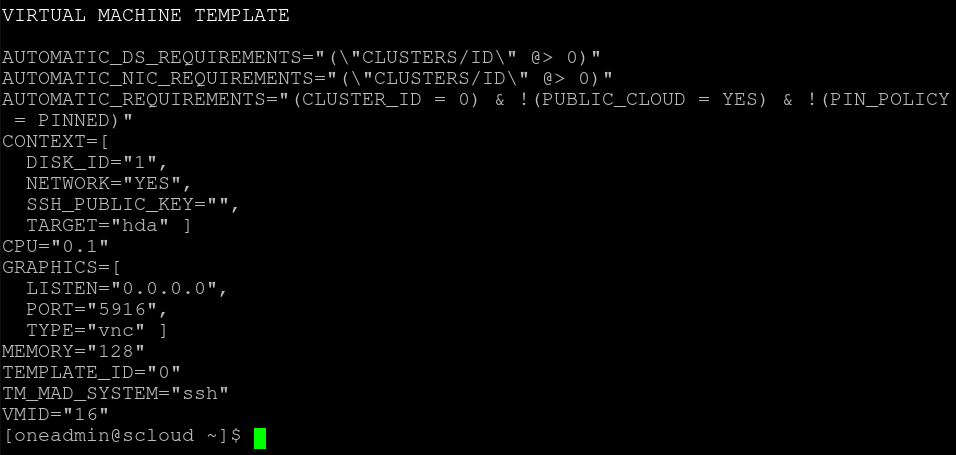 VIRTUAL MACHINE TEMPLATE

AUTOMATIC_DS_REQUIREMENTS="(\"CLUSTERS/ID\" @> 0)"
AUTOMATIC_NIC_REQUIREMENTS="(\"CLUSTERS/ID\" @> 0)"
AUTOMATIC_REQUIREMENTS="(CLUSTER_ID = 0) & !(PUBLIC_CLOUD = YES) & !(PIN_POLICY
 = PINNED)"
CONTEXT=[
  DISK_ID="1",
  NETWORK="YES",
  SSH_PUBLIC_KEY="",
  TARGET="hda" ]
CPU="0.1"
GRAPHICS=[
  LISTEN="0.0.0.0",
  PORT="5916",
  TYPE="vnc" ]
MEMORY="128"
TEMPLATE_ID="0"
TM_MAD_SYSTEM="ssh"
VMID="16"
[oneadmin@scloud ~]$